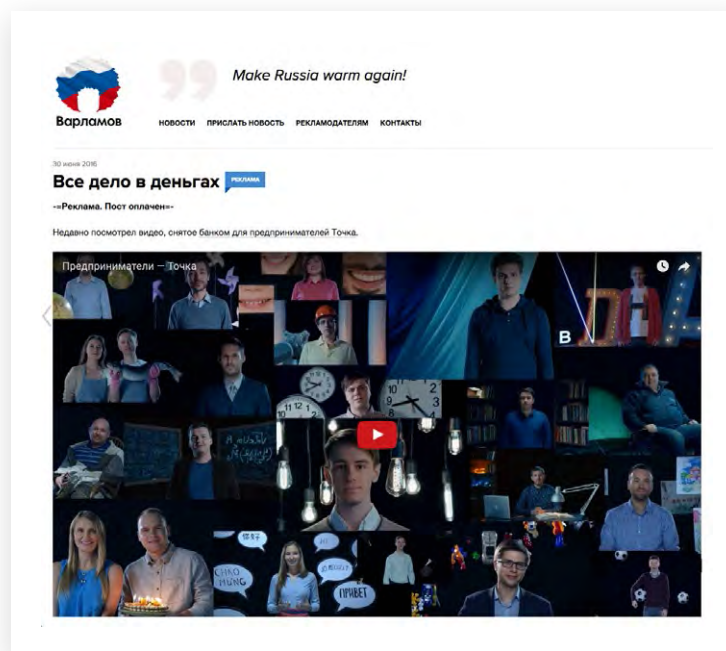 Make Russia warm again!
Варламов
НОВОСТИ ПРИСЛАТЬ НОВОСТЬ РЕКЛАМОДАТЕЛЯМ КОНТАКТЫ
30 июня 2016
Все дело в деньгах РЕКЛАМА
-=Реклама. Пост оплачен=-
Недавно посмотрел видео, снятое банком для предпринимателей Точка.
Предприниматели — Точка
В
ПРИВЕТ